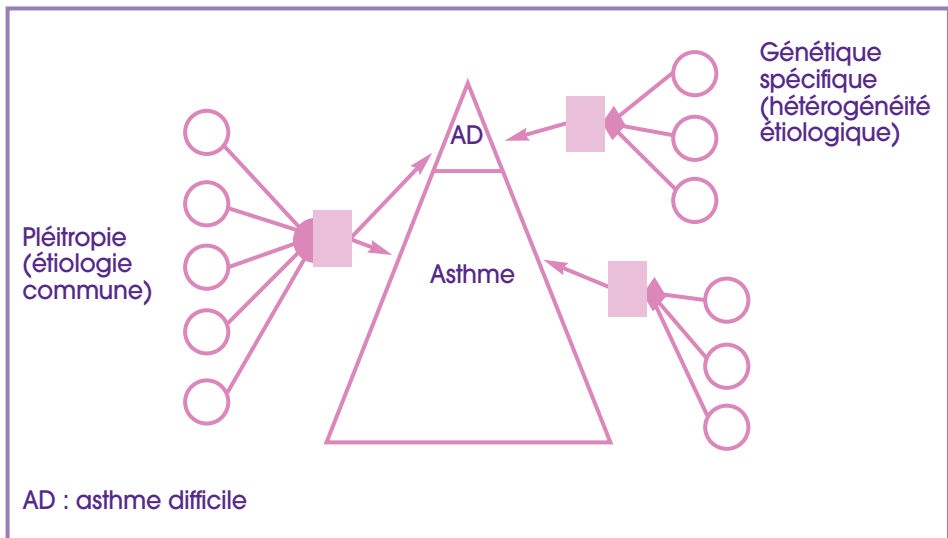 Génétique
spécifique
(hétérogénéité
étiologique)
AD
Pléitropie
(étiologie
commune)
Asthme
AD : asthme difficile